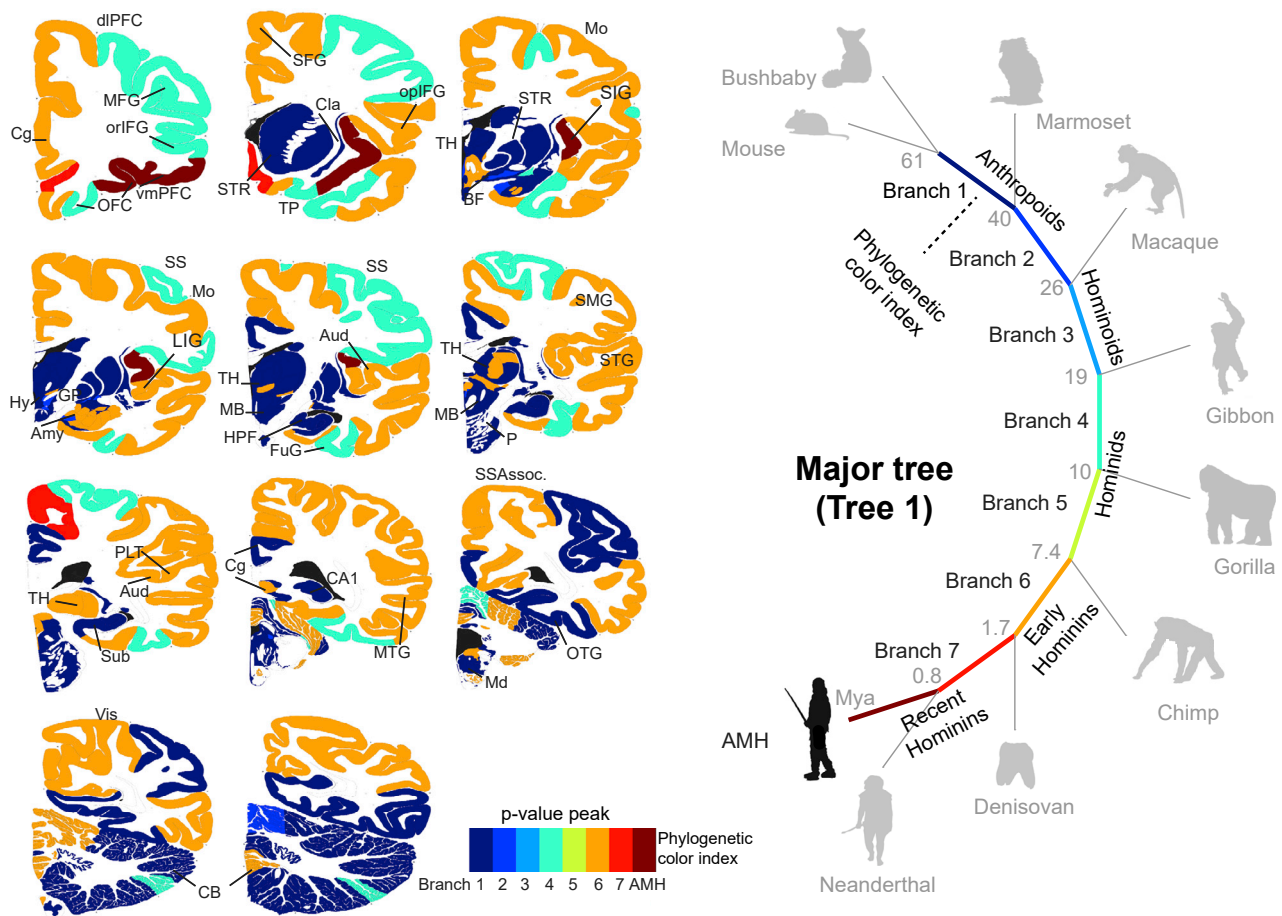 dlPFC
MFG
orIFG
Cg
vmPFC
OFC
SFG
Cla
opIFG
STR
TP
Mo
STR
SIG
TH
BF
SS
Mo
LIG
Hy
GP
Amy
SS
Aud
TH
MB
HPF
FuG
SMG
TH
STG
MB
P
PLT
Aud
TH
Sub
Cg
CA1
MTG
SSAssoc.
OTG
Md
Vis
CB
p-value peak
Phylogenetic
color index
Branch 1 2 3 4 5 6 7 AMH
Bushbaby
Mouse
Marmoset
61
Branch 1
Anthropoids
40
Macaque
Phylogenetic
color index
Branch 2
26
Hominoids
Branch 3
19
Gibbon
Branch 4
Major tree
(Tree 1)
10
Hominids
Branch 5
Gorilla
7.4
Branch 6
1.7
Early
Hominins
Branch 7
0.8
Chimp
Mya
Recent
Hominins
AMH
Denisovan
Neanderthal